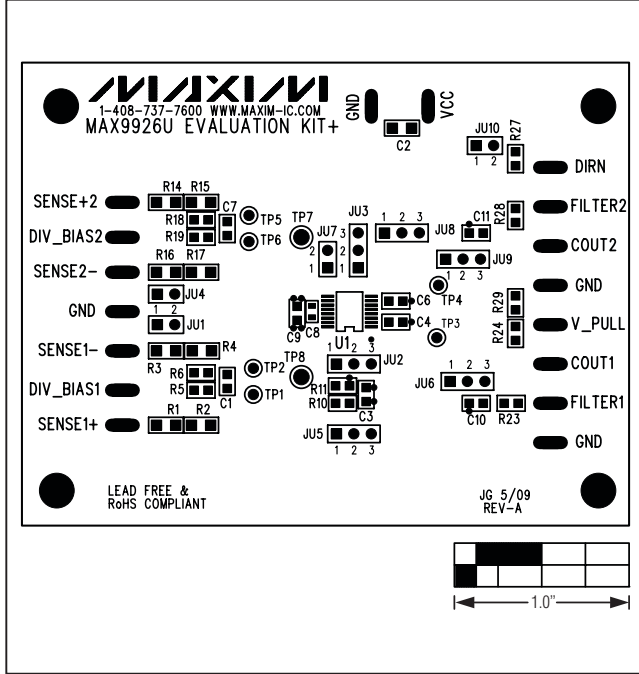 MAXIM
1-408-737-7600 WWW.MAXIM-IC.COM
MAX9926U EVALUATION KIT+
GND
VCC
C2
JU10
1 2
R27
DIRN
SENSE+2
R14 R15
C7
R18
R19
TP5
TP6
TP7
JU7
2
1
JU3
3
2
1
1 2 3
JU8
C11
R28
FILTER2
DIV_BIAS2
COUT2
JU9
1 2 3
SENSE2-
R16 R17
JU4
GND
1 2
JU1
C9
C8
U1
C6
C4
TP4
TP3
GND
R29
R24
V_PULL
SENSE1-
R3
R4
R6
R5
C1
TP2
TP1
TP8
1 2 3
JU2
R11
R10
C3
JU6
1 2 3
COUT1
DIV_BIAS1
FILTER1
C10
R23
SENSE1+
R1 R2
JU5
1 2 3
GND
LEAD FREE &
RoHS COMPLIANT
JG 5/09
REV-A
1.0"